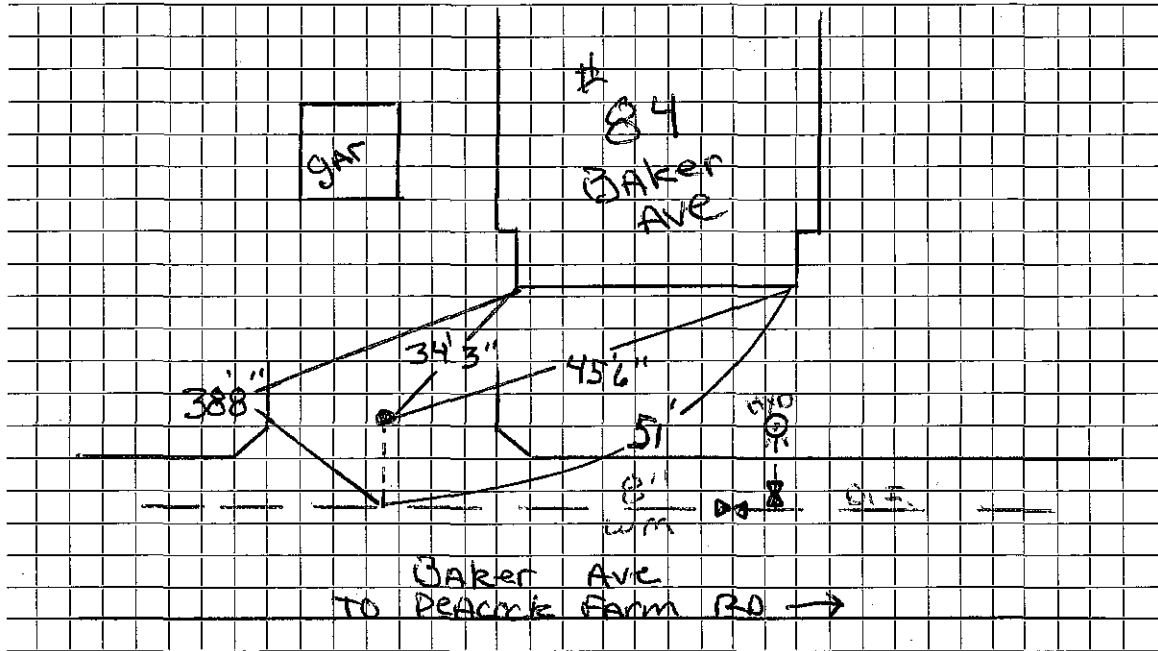 #
84
BAker
Ave
gAr
34' 3"
45'6"
38'8"
51'
HYD
8"
WM
D.I.
BAker Ave
TO PeAcock FArm RD →